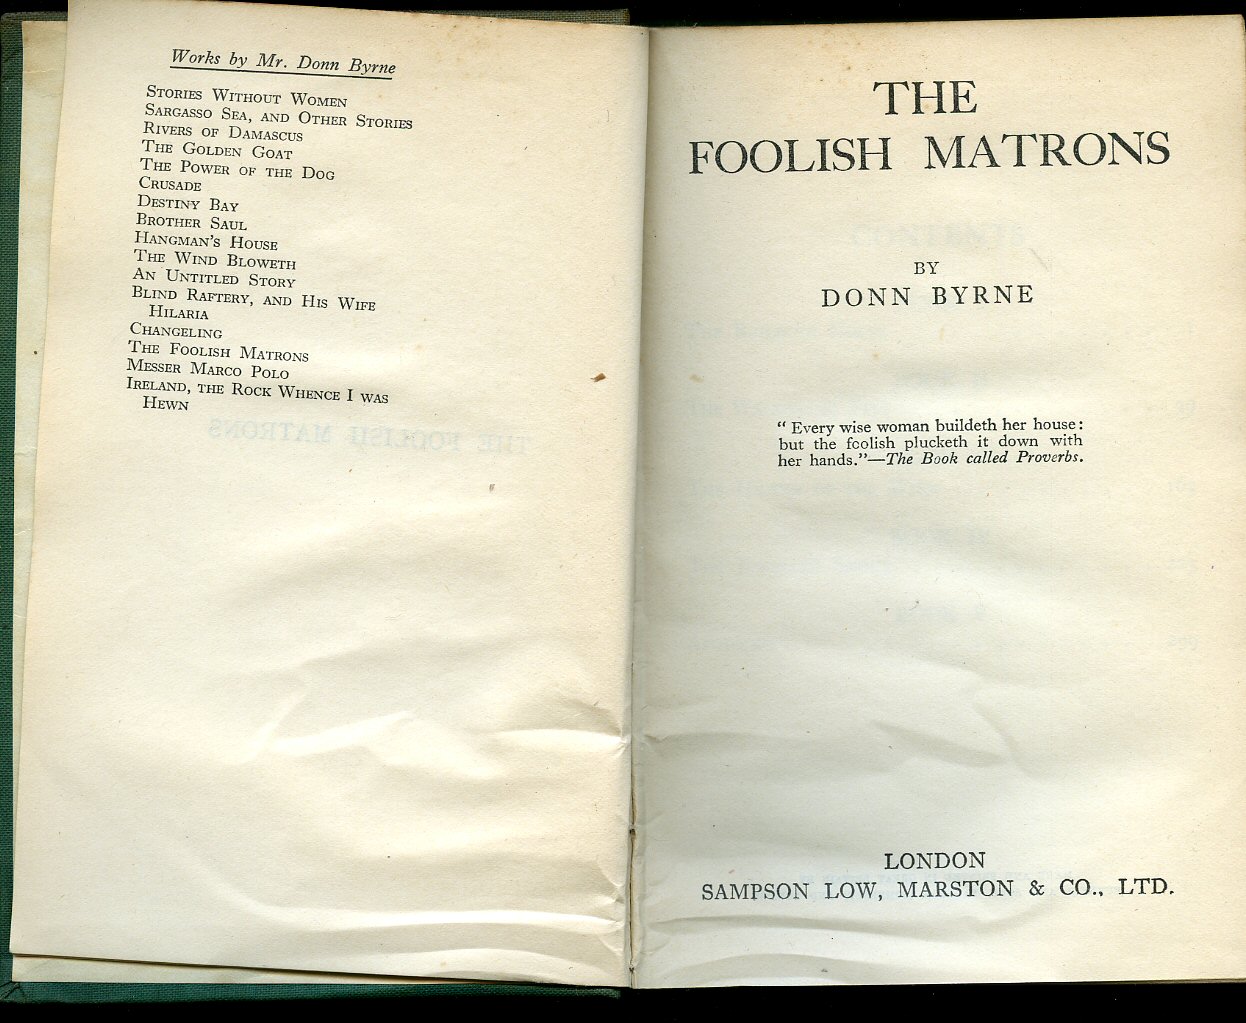 Works by Mr. Donn Byrne
STORIES WITHOUT WOMEN
SARGASSO SEA, AND OTHER STORIES
RIVERS OF DAMASCUS
THE GOLDEN GOAT
THE POWER OF THE DOG
CRUSADE
DESTINY BAY
BROTHER SAUL
HANGMAN'S HOUSE
THE WIND BLOWETH
AN UNTITLED STORY
BLIND RAFTERY, AND HIS WIFE
HILARIA
CHANGELING
THE FOOLISH MATRONS
MESSER MARCO POLO
IRELAND, THE ROCK WHENCE I WAS
HEWN
THE FOOLISH MATRONS
THE
FOOLISH MATRONS
BY
DONN BYRNE
" Every wise woman buildeth her house:
but the foolish plucketh it down with
her hands."—The Book called Proverbs.
LONDON
SAMPSON LOW, MARSTON & CO., LTD.